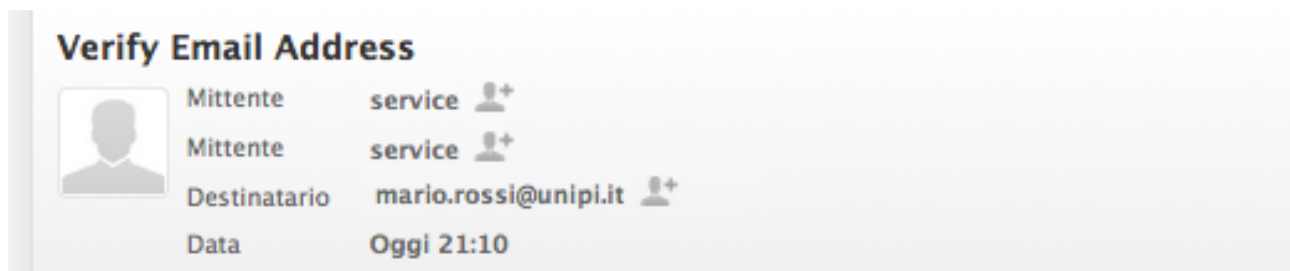 Verify Email Address
Mittente service
Mittente service
Destinatario mario.rossi@unipi.it
Data Oggi 21:10